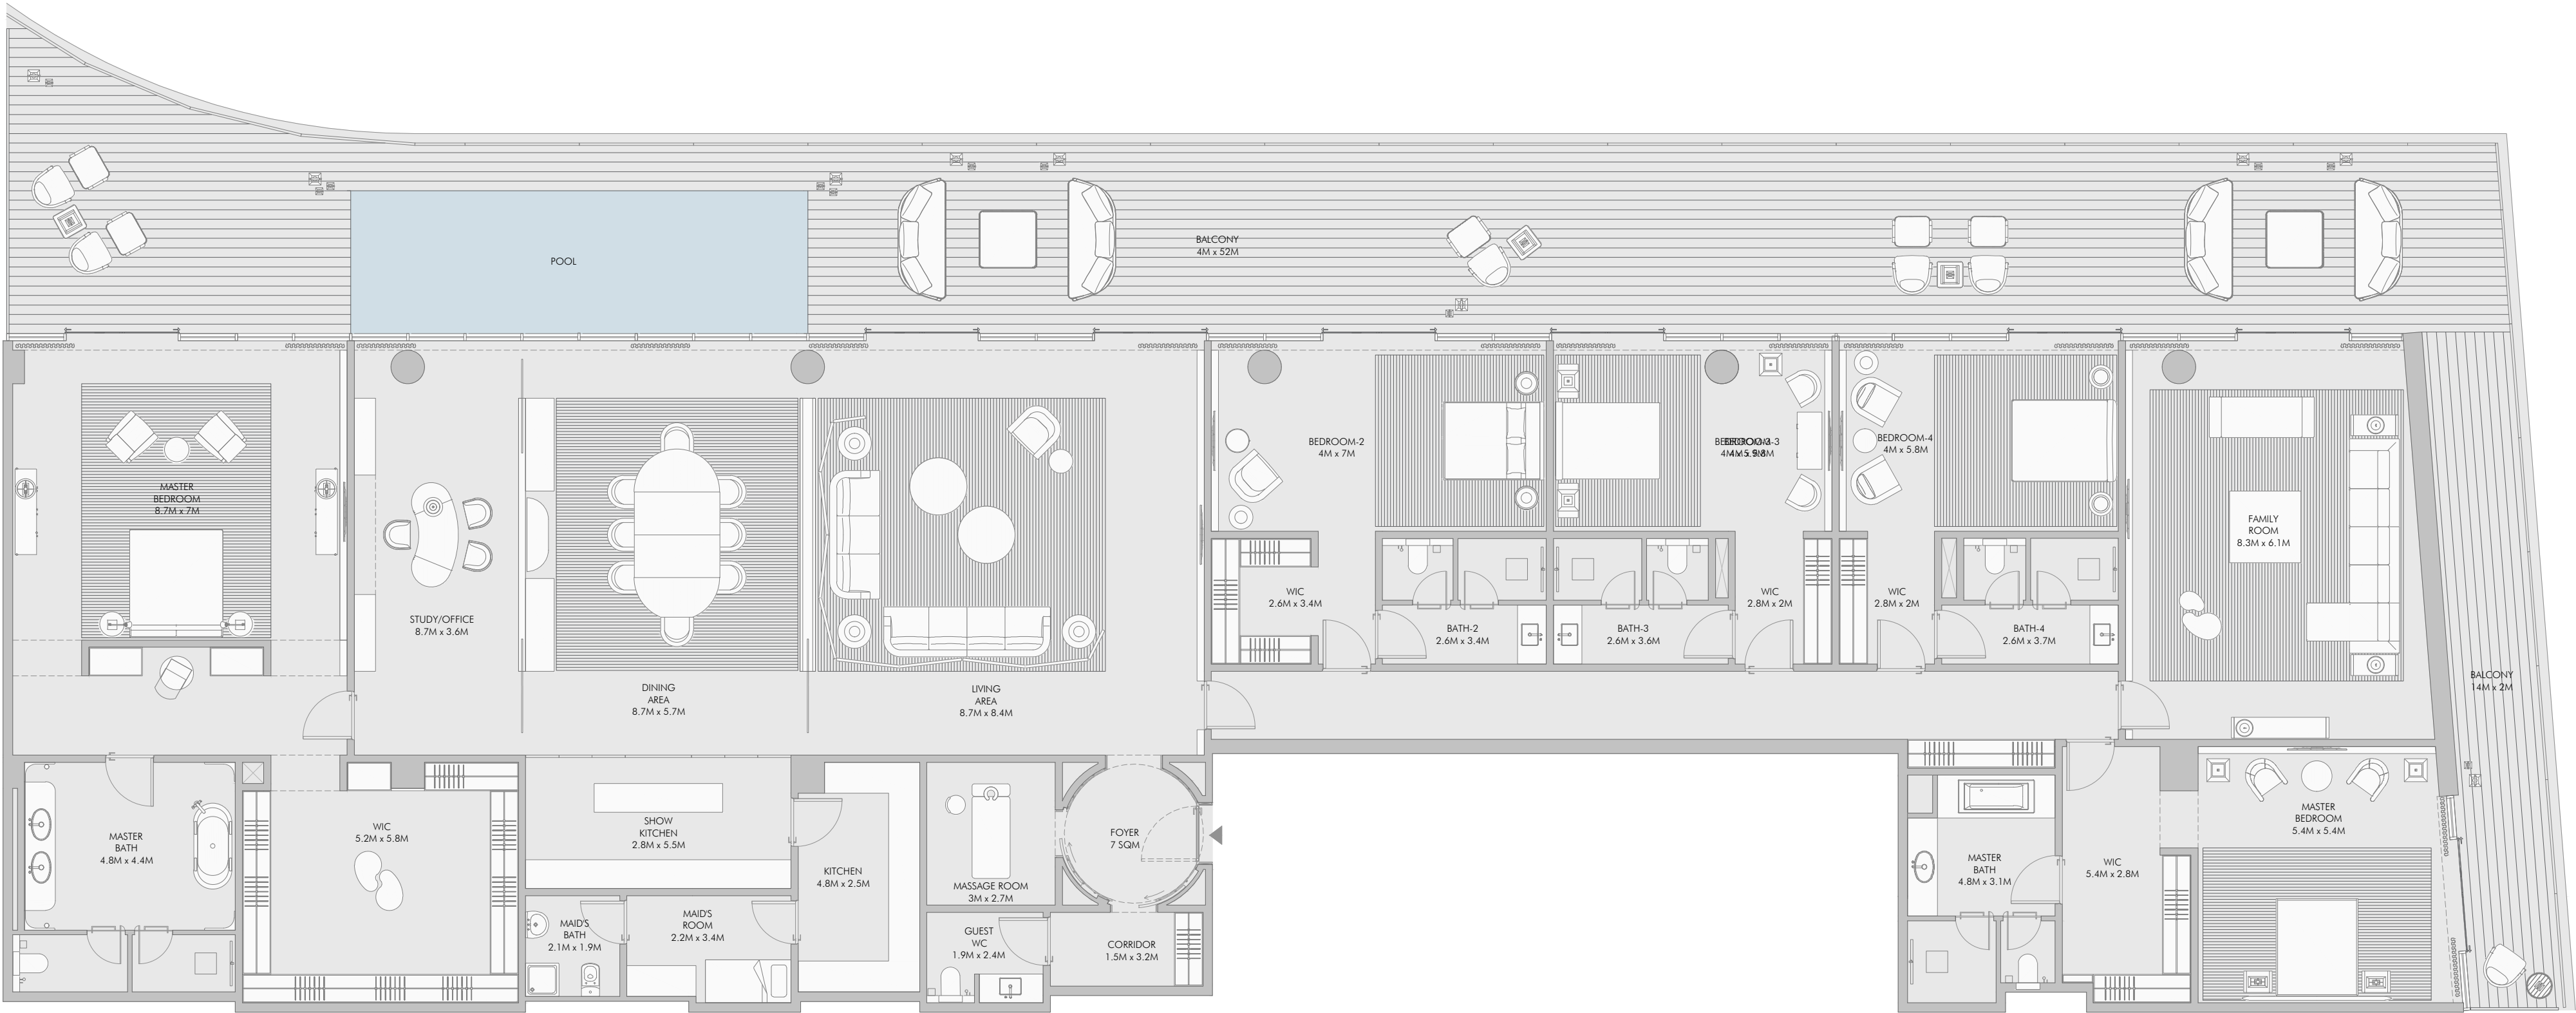 POOL
BALCONY
4M x 52M
MASTER
BEDROOM
8.7M x 7M
STUDY/OFFICE
8.7M x 3.6M
DINING
AREA
8.7M x 5.7M
LIVING
AREA
8.7M x 8.4M
BEDROOM-2
4M x 7M
WIC
2.6M x 3.4M
BATH-2
2.6M x 3.4M
BATH-3
2.6M x 3.6M
WIC
2.8M x 2M
BEDROOM-4
4M x 5.8M
WIC
2.8M x 2M
BATH-4
2.6M x 3.7M
FAMILY
ROOM
8.3M x 6.1M
BALCONY
14M x 2M
MASTER
BATH
4.8M x 4.4M
WIC
5.2M x 5.8M
SHOW
KITCHEN
2.8M x 5.5M
MAID'S
BATH
2.1M x 1.9M
MAID'S
ROOM
2.2M x 3.4M
KITCHEN
4.8M x 2.5M
MASSAGE ROOM
3M x 2.7M
FOYER
7 SQM
GUEST
WC
1.9M x 2.4M
CORRIDOR
1.5M x 3.2M
MASTER
BATH
4.8M x 3.1M
WIC
5.4M x 2.8M
MASTER
BEDROOM
5.4M x 5.4M